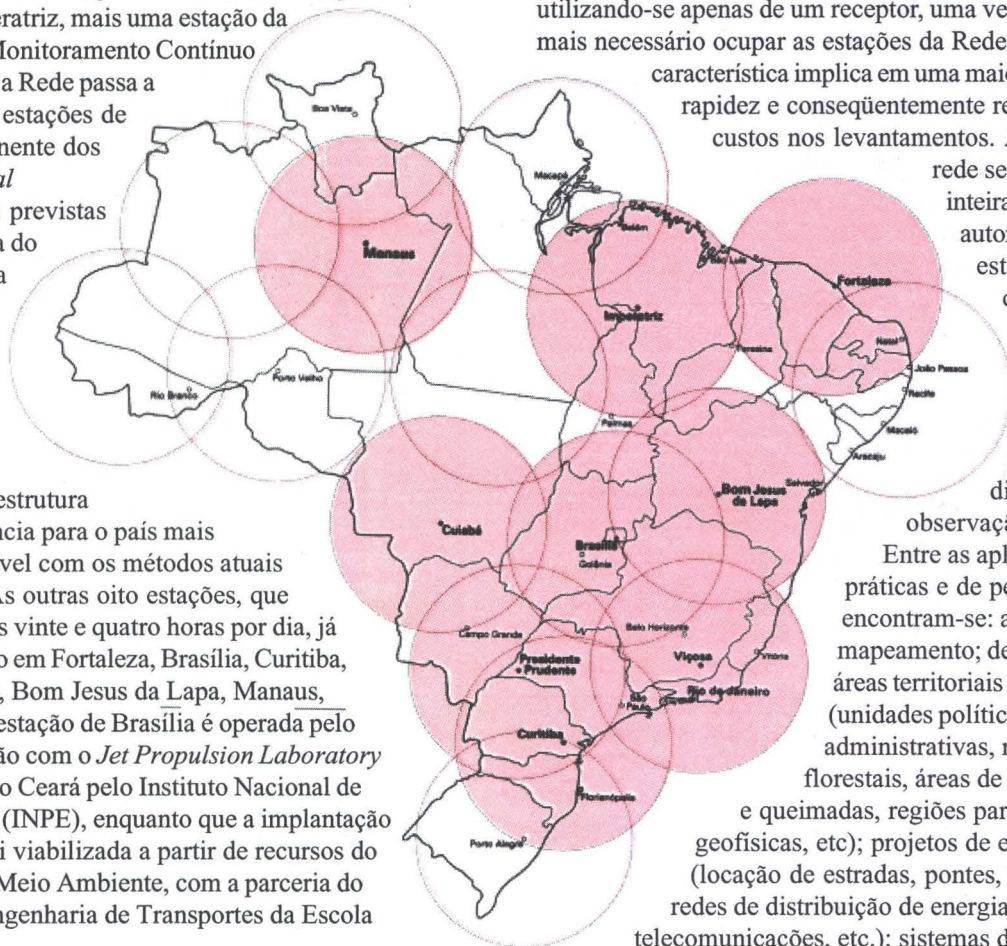 eratriz, mais uma estação da
Monitoramento Contínuo
a Rede passa a
estações de
nente dos
al
previstas
a do
a
estrutura
ncia para o país mais
vel com os métodos atuais
As outras oito estações, que
s vinte e quatro horas por dia, já
o em Fortaleza, Brasília, Curitiba,
, Bom Jesus da Lapa, Manaus,
estação de Brasília é operada pelo
ão com o Jet Propulsion Laboratory
o Ceará pelo Instituto Nacional de
(INPE), enquanto que a implantação
i viabilizada a partir de recursos do
Meio Ambiente, com a parceria do
ngenharia de Transportes da Escola
Boa Vista
Macapá
Manaus
Belém
São Luis
Fortaleza
Imperatriz
Teresina
Natal
João Pessoa
Recife
Maceió
Aracaju
Porto Velho
Rio Branco
Palmas
Salvador
Bom Jesus
da Lapa
Cuiabá
Brasília
Goiânia
Campo Grande
Belo Horizonte
Vitória
Viçosa
Presidente
Prudente
Rio de Janeiro
São
Paulo
Curitiba
Florianópolis
Porto Alegre
utilizando-se apenas de um receptor, uma ve
mais necessário ocupar as estações da Rede
característica implica em uma maio
rapidez e conseqüentemente re
custos nos levantamentos. A
rede se
inteira
autor
est
di
observaçã
Entre as apl
práticas e de pe
encontram-se: a
mapeamento; de
áreas territoriais
(unidades polític
administrativas, r
florestais, áreas de
e queimadas, regiões par
geofísicas, etc); projetos de e
(locação de estradas, pontes,
redes de distribuição de energia
telecomunicações, etc.); sistemas d